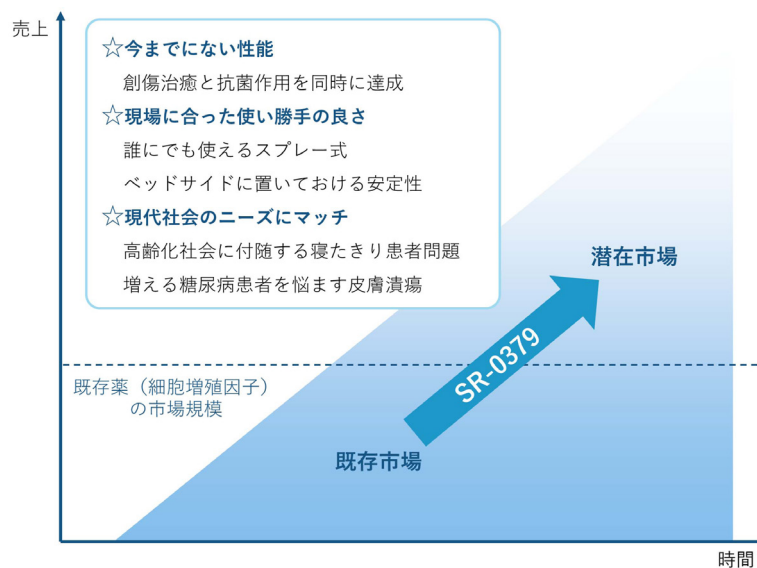 売上
☆今までにない性能
創傷治癒と抗菌作用を同時に達成
☆現場に合った使い勝手の良さ
誰にでも使えるスプレー式
ベッドサイドに置いておける安定性
☆現代社会のニーズにマッチ
高齢化社会に付随する寝たきり患者問題
増える糖尿病患者を悩ます皮膚潰瘍
潜在市場
SR-0379
既存薬（細胞増殖因子）
の市場規模
既存市場
時間